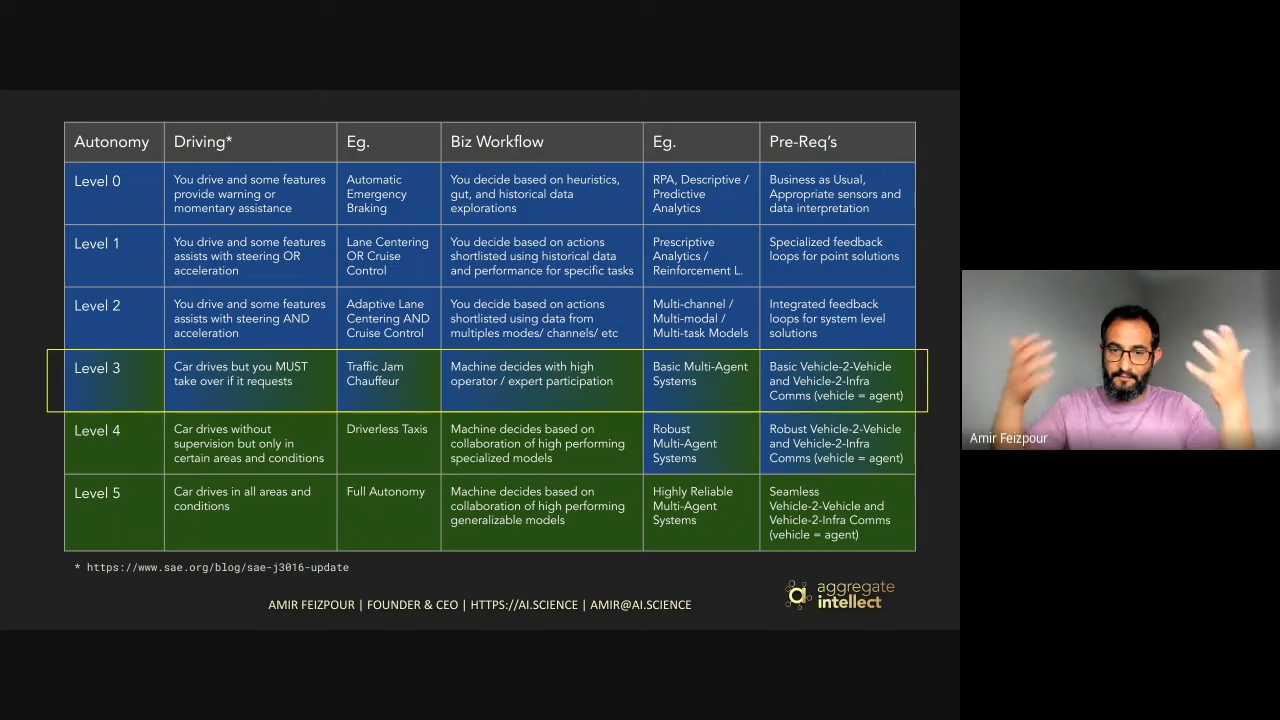 Autonomy
Driving*
Eg.
Biz Workflow
Eg.
Pre-Req's
Level 0
You drive and some features
provide warning or
momentary assistance
Automatic
Emergency
Braking
You decide based on heuristics,
gut, and historical data
explorations
RPA, Descriptive /
Predictive
Analytics
Business as Usual,
Appropriate sensors and
data interpretation
Level 1
You drive and some features
assists with steering OR
acceleration
Lane Centering
OR Cruise
Control
You decide based on actions
shortlisted using historical data
and performance for specific tasks
Prescriptive
Analytics /
Reinforcement L.
Specialized feedback
loops for point solutions
Level 2
You drive and some features
assists with steering AND
acceleration
Adaptive Lane
Centering AND
Cruise Control
You decide based on actions
shortlisted using data from
multiples modes/ channels/ etc
Multi-channel /
Multi-modal /
Multi-task Models
Integrated feedback
loops for system level
solutions
Level 3
Car drives but you MUST
take over if it requests
Traffic Jam
Chauffeur
Machine decides with high
operator / expert participation
Basic Multi-Agent
Systems
Basic Vehicle-2-Vehicle
and Vehicle-2-Infra
Comms (vehicle = agent)
Level 4
Car drives without
supervision but only in
certain areas and conditions
Driverless Taxis
Machine decides based on
collaboration of high performing
specialized models
Robust
Multi-Agent
Systems
Robust Vehicle-2-Vehicle
and Vehicle-2-Infra
Comms (vehicle = agent)
Level 5
Car drives in all areas and
conditions
Full Autonomy
Machine decides based on
collaboration of high performing
generalizable models
Highly Reliable
Multi-Agent
Systems
Seamless
Vehicle-2-Vehicle and
Vehicle-2-Infra Comms
(vehicle = agent)
* https://www.sae.org/blog/sae-j3016-update
AMIR FEIZPOUR | FOUNDER & CEO | HTTPS://AI.SCIENCE | AMIR@AI.SCIENCE
ai
aggregate
intellect
Amir Feizpour